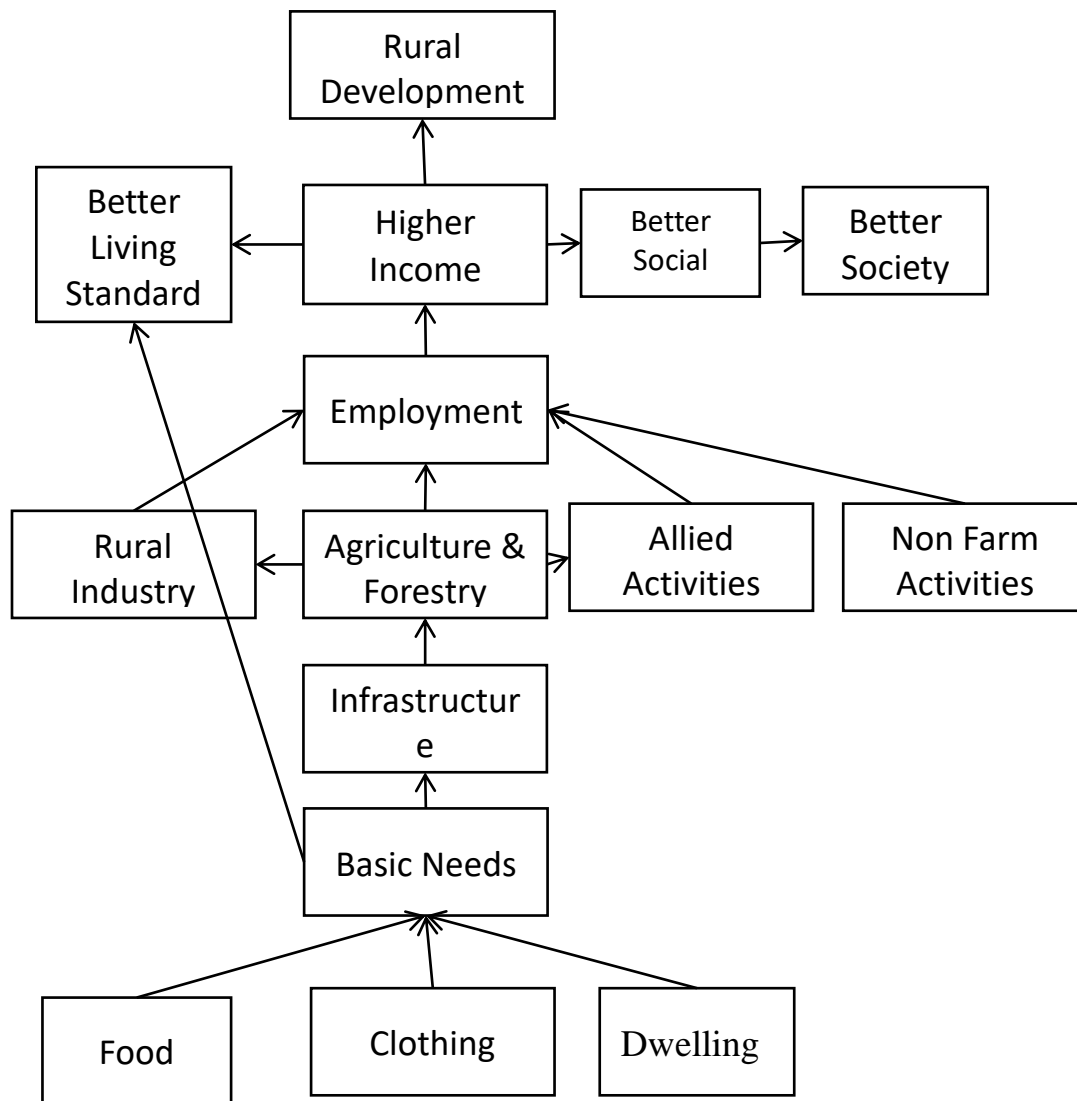 Rural
Development
Better
Living
Standard
Higher
Income
Better
Social
Better
Society
Employment
Rural
Industry
Agriculture &
Forestry
Allied
Activities
Non Farm
Activities
Infrastructur
e
Basic Needs
Food
Clothing
Dwelling